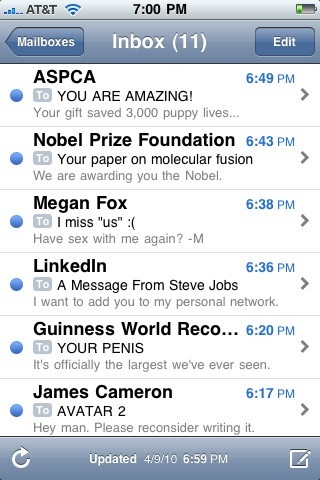 AT&T 7:00 PM
Mailboxes Inbox (11) Edit
ASPCA 6:49 PM
To YOU ARE AMAZING!
Your gift saved 3,000 puppy lives...
Nobel Prize Foundation 6:43 PM
To Your paper on molecular fusion
We are awarding you the Nobel.
Megan Fox 6:38 PM
To I miss "us" :(
Have sex with me again? -M
LinkedIn 6:36 PM
To A Message From Steve Jobs
I want to add you to my personal network.
Guinness World Reco... 6:20 PM
To YOUR PENIS
It's officially the largest we've ever seen.
James Cameron 6:17 PM
To AVATAR 2
Hey man. Please reconsider writing it.
Updated 4/9/10 6:59 PM